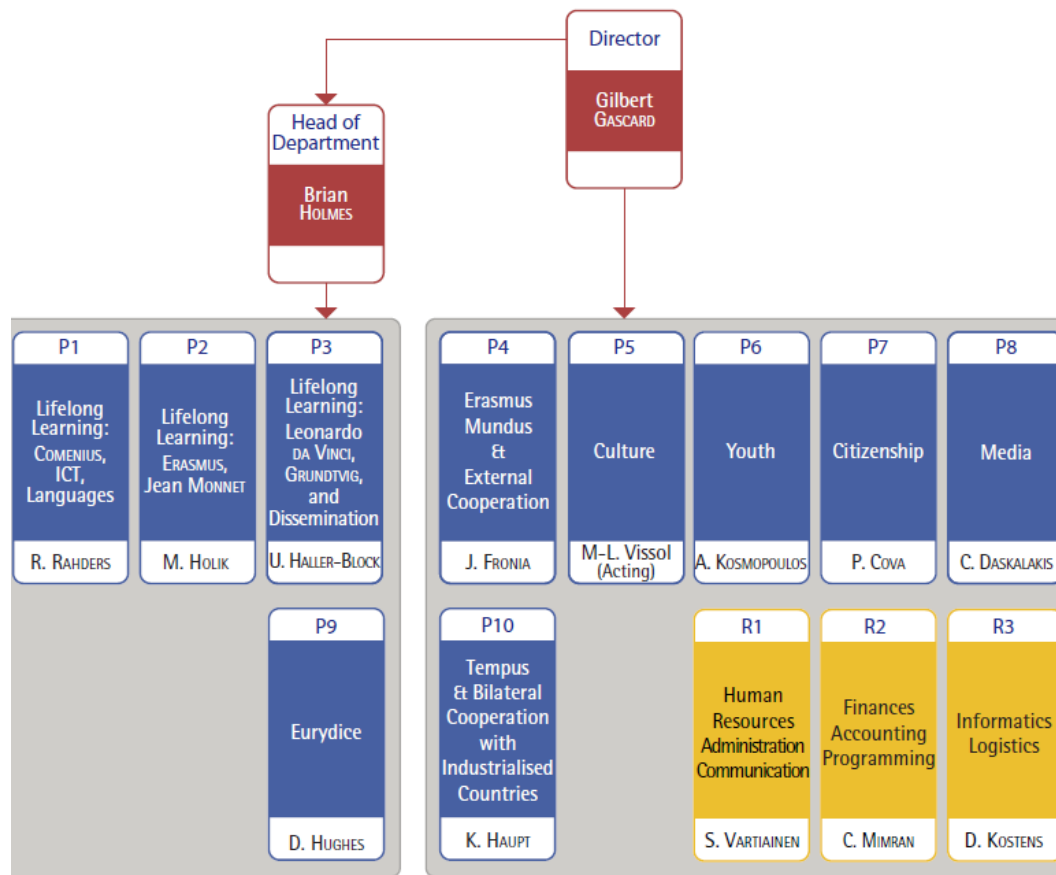 Director
Gilbert
GASCARD
Head of
Department
Brian
HOLMES
P1
Lifelong
Learning:
COMENIUS,
ICT,
Languages
R. RAHDERS
P2
Lifelong
Learning:
ERASMUS,
Jean MONNET
M. HOLIK
P3
Lifelong
Learning:
Leonardo
DA VINCI,
GRUNDTVIG,
and
Dissemination
U. HALLER-BLOCK
P4
Erasmus
Mundus
&
External
Cooperation
J. FRONIA
P5
Culture
M-L. Vissol
(Acting)
P6
Youth
A. KOSMOPOULOS
P7
Citizenship
P. COVA
P8
Media
C. DASKALAKIS
P9
Eurydice
D. HUGHES
P10
Tempus
& Bilateral
Cooperation
with
Industrialised
Countries
K. HAUPT
R1
Human
Resources
Administration
Communication
S. VARTIAINEN
R2
Finances
Accounting
Programming
C. MIMRAN
R3
Informatics
Logistics
D. KOSTENS